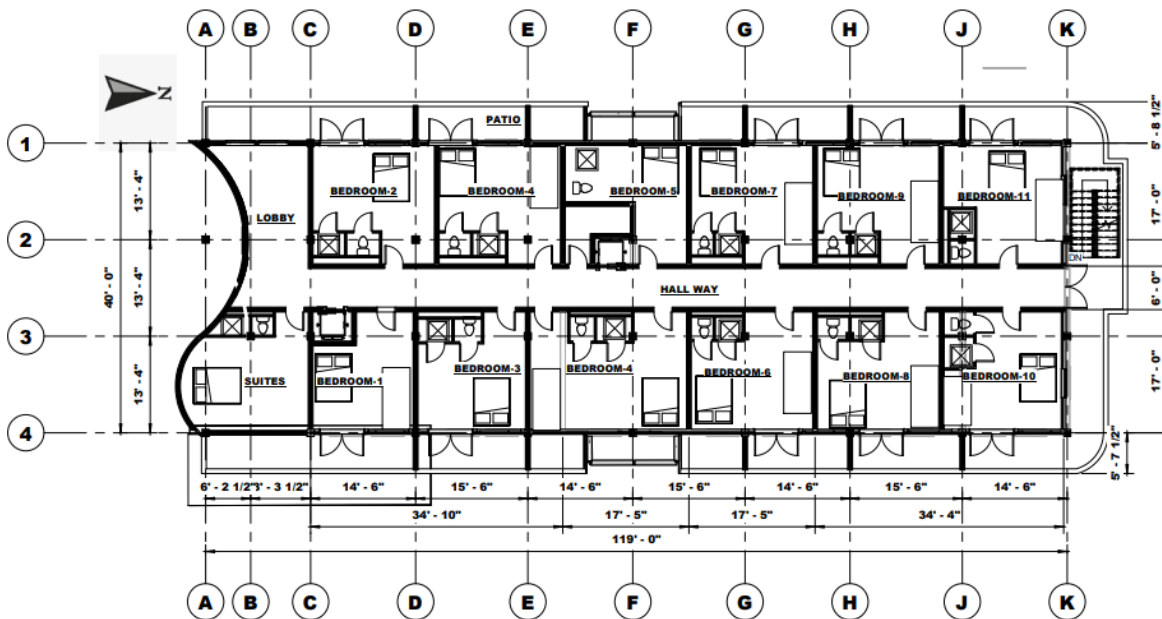 A B C D E F G H J K
N
5' - 8 1/2"
PATIO
1
13' - 4"
17' - 0"
BEDROOM-2
BEDROOM-4
BEDROOM-5
BEDROOM-7
BEDROOM-9
BEDROOM-11
LOBBY
2
DN
40' - 0"
13' - 4"
HALL WAY
6' - 0"
3
13' - 4"
17' - 0"
SUITES
BEDROOM-1
BEDROOM-3
BEDROOM-4
BEDROOM-6
BEDROOM-8
BEDROOM-10
4
5' - 7 1/2"
6' - 2 1/2" 14' - 6" 15' - 6" 14' - 6" 15' - 6" 14' - 6" 15' - 6" 14' - 6"
34' - 10" 17' - 5" 17' - 5" 34' - 4"
119' - 0"
A B C D E F G H J K